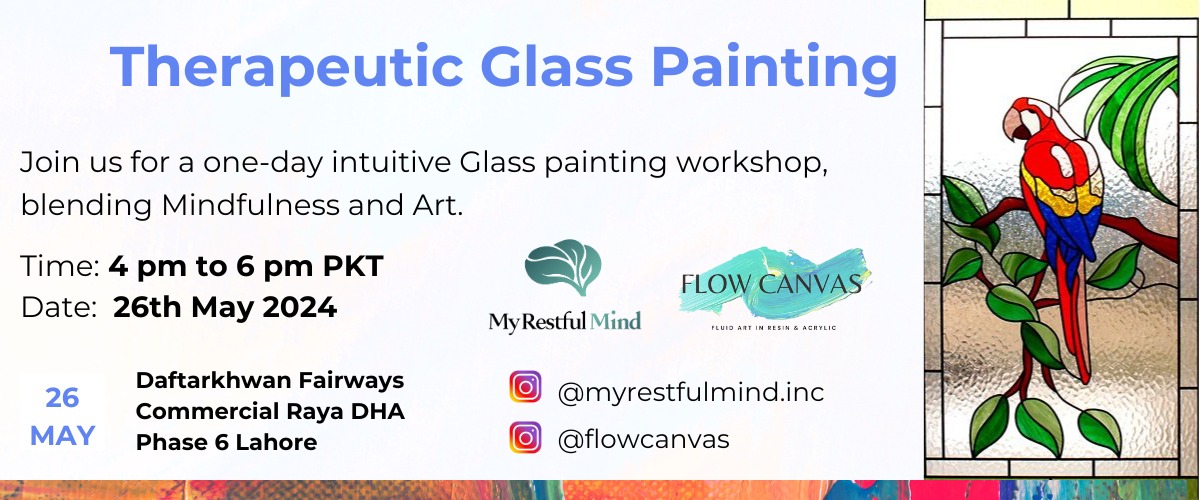 Therapeutic Glass Painting
Join us for a one-day intuitive Glass painting workshop,
blending Mindfulness and Art.
Time: 4 pm to 6 pm PKT
Date: 26th May 2024
MyRestfulMind
FLOW CANVAS
FLUID ART IN RESIN & ACRYLIC
26
MAY
Daftarkhwan Fairways
Commercial Raya DHA
Phase 6 Lahore
@myrestfulmind.inc
@flowcanvas